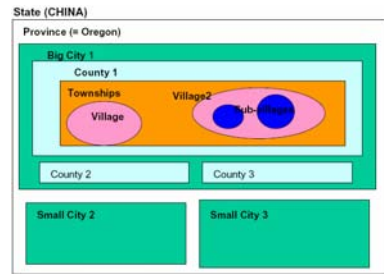 State (CHINA)
Province (= Oregon)
Big City 1
County 1
Townships
Village
Village2
Sub-villages
County 2
County 3
Small City 2
Small City 3